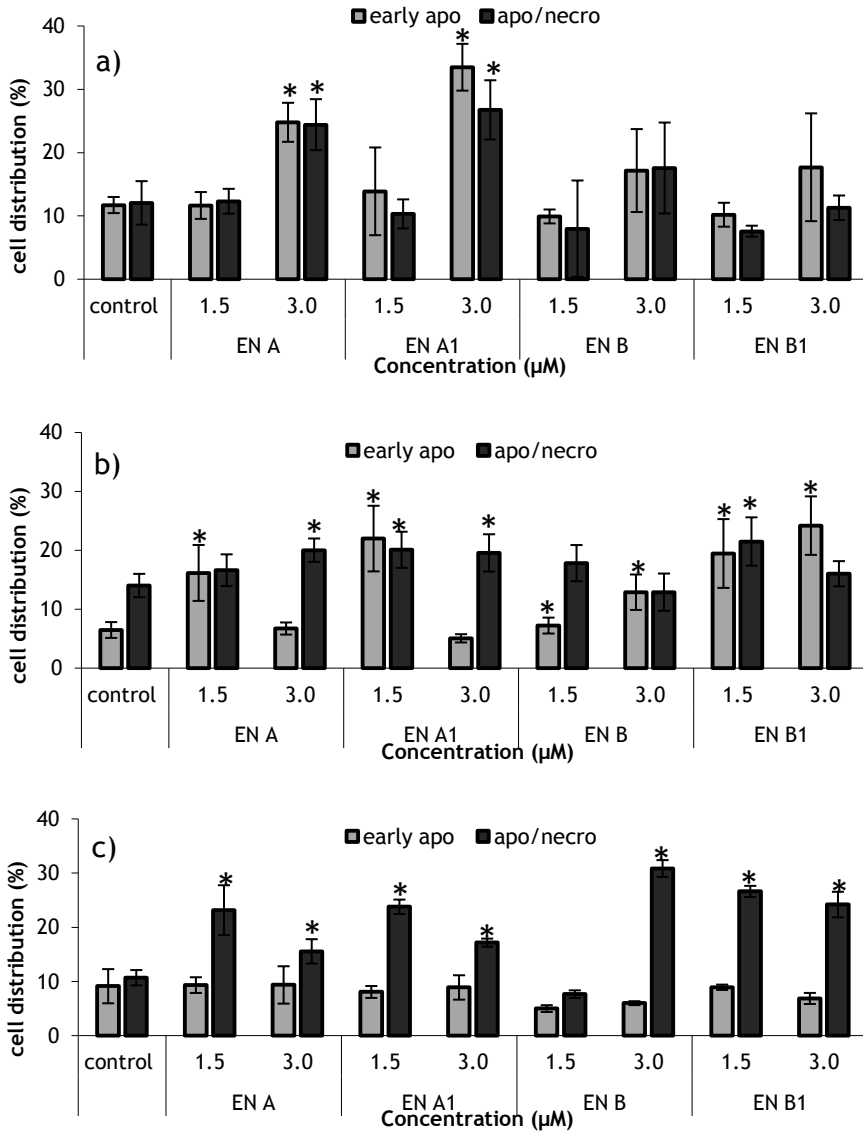 early apo apo/necro
a)
cell distribution (%)
40
30
20
10
0
* * * *
control 1.5 3.0 1.5 3.0 1.5 3.0 1.5 3.0
EN A EN A1 EN B EN B1
Concentration (µM)
b)
early apo apo/necro
cell distribution (%)
40
30
20
10
0
* * * * * * * * * *
control 1.5 3.0 1.5 3.0 1.5 3.0 1.5 3.0
EN A EN A1 EN B EN B1
Concentration (µM)
c)
early apo apo/necro
cell distribution (%)
40
30
20
10
0
* * * * * * *
control 1.5 3.0 1.5 3.0 1.5 3.0 1.5 3.0
EN A EN A1 EN B EN B1
Concentration (µM)